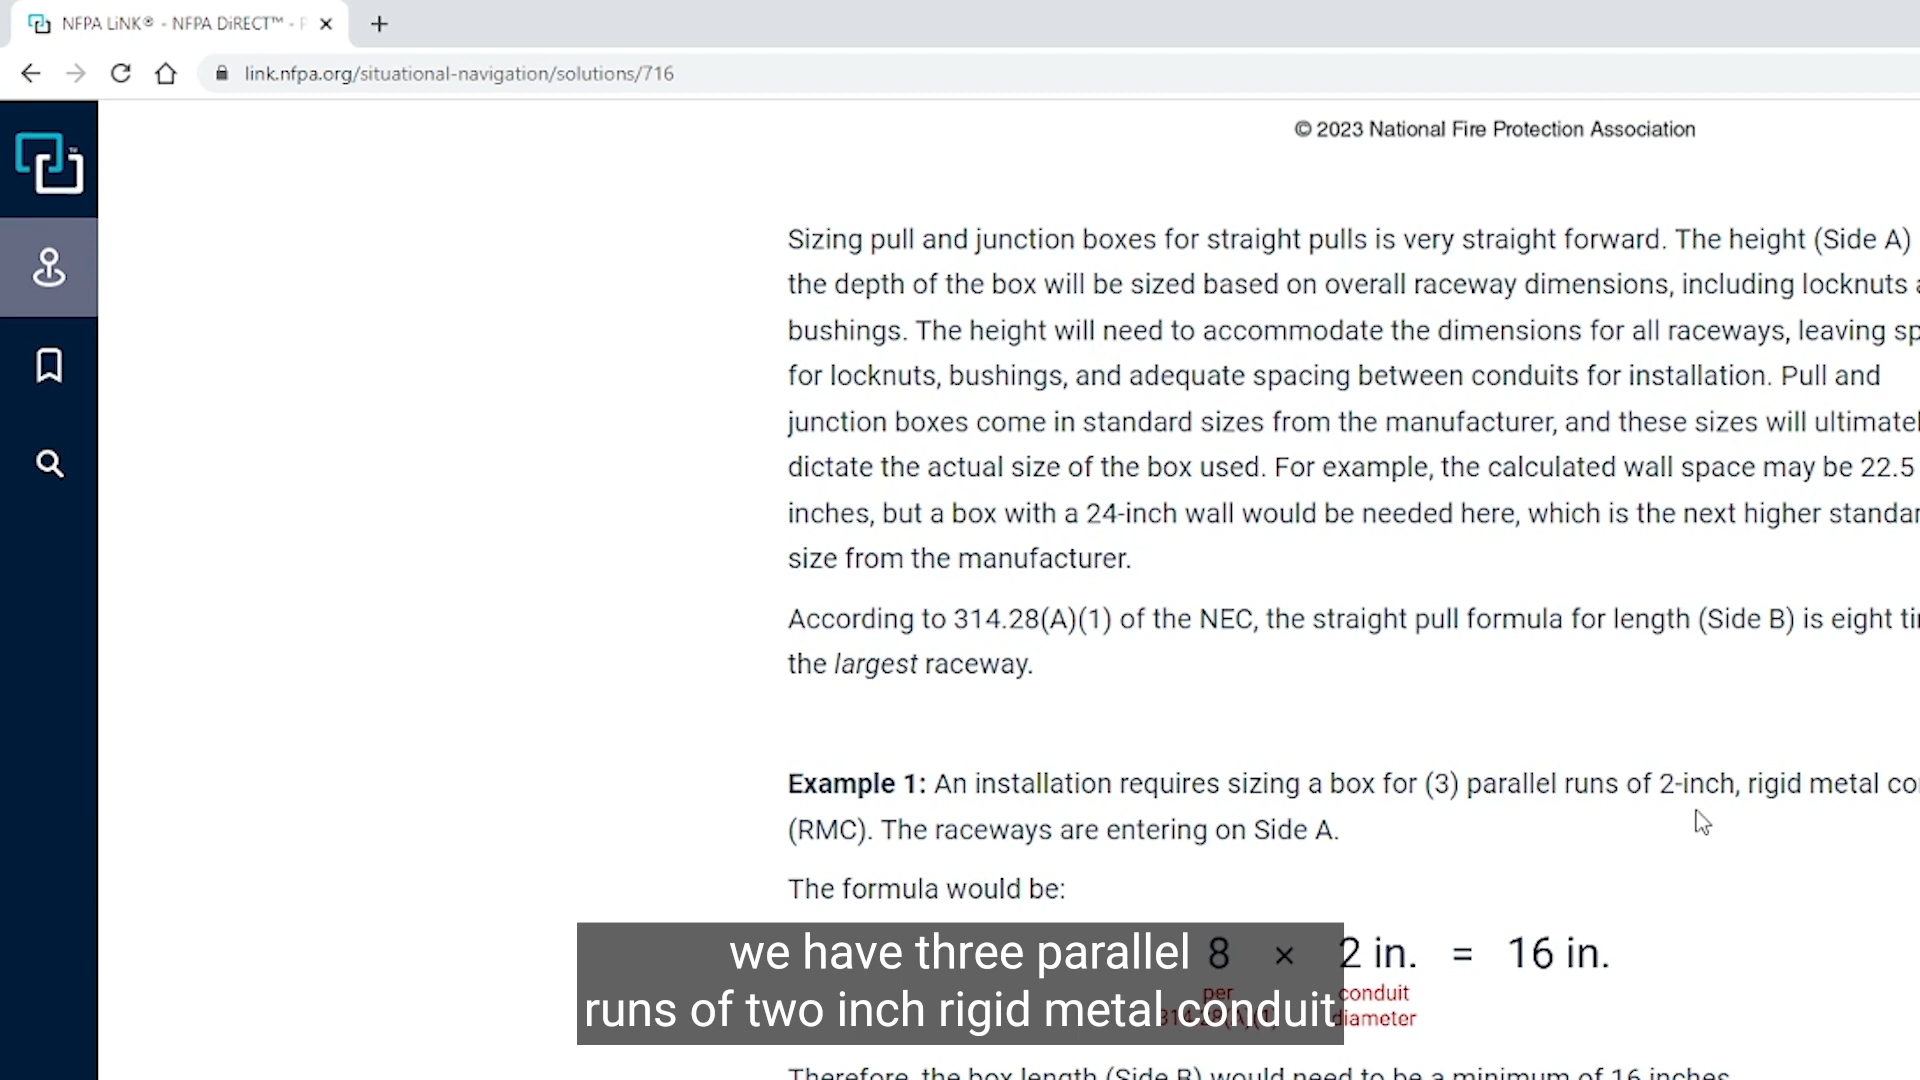 NFPA LiNK® - NFPA DiRECT™ - P
link.nfpa.org/situational-navigation/solutions/716
© 2023 National Fire Protection Association
Sizing pull and junction boxes for straight pulls is very straight forward. The height (Side A)
the depth of the box will be sized based on overall raceway dimensions, including locknuts a
bushings. The height will need to accommodate the dimensions for all raceways, leaving sp
for locknuts, bushings, and adequate spacing between conduits for installation. Pull and
junction boxes come in standard sizes from the manufacturer, and these sizes will ultimatel
dictate the actual size of the box used. For example, the calculated wall space may be 22.5
inches, but a box with a 24-inch wall would be needed here, which is the next higher standar
size from the manufacturer.
According to 314.28(A)(1) of the NEC, the straight pull formula for length (Side B) is eight tir
the largest raceway.
Example 1: An installation requires sizing a box for (3) parallel runs of 2-inch, rigid metal co
(RMC). The raceways are entering on Side A.
The formula would be:
8 × 2 in. = 16 in.
per conduit
314.28(A)(1) diameter
we have three parallel
runs of two inch rigid metal conduit
Therefore, the box length (Side B) would need to be a minimum of 16 inches